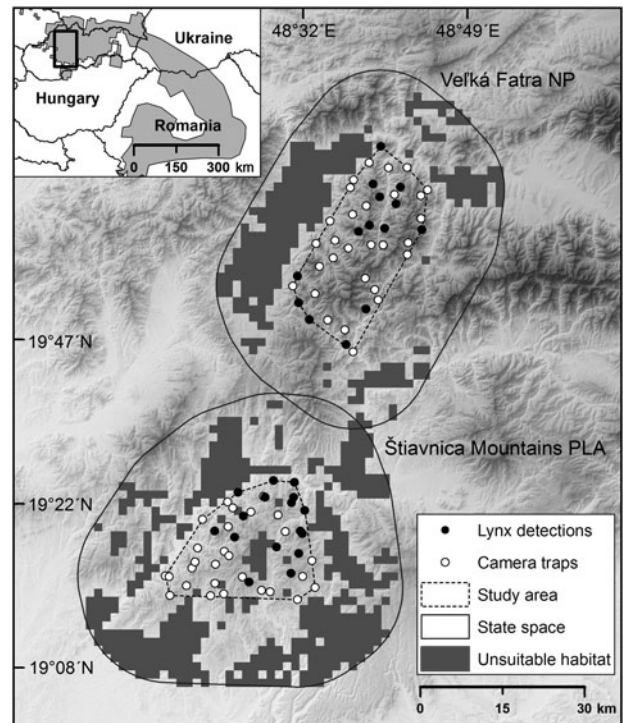 48°32´E
48°49´E
Ukraine
Hungary
Romania
0 150 300 km
Veľká Fatra NP
19°47´N
Štiavnica Mountains PLA
19°22´N
Lynx detections
Camera traps
Study area
State space
Unsuitable habitat
19°08´N
0 10 30 km